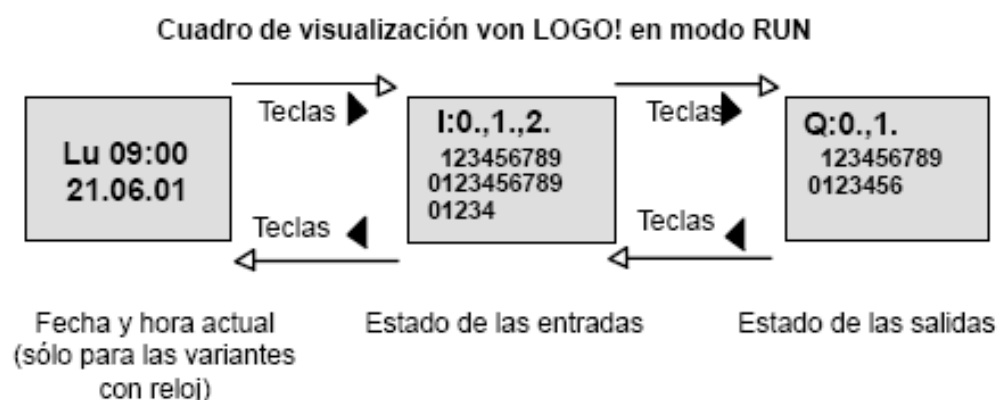 Cuadro de visualización von LOGO! en modo RUN
Teclas
Teclas
Lu 09:00
21.06.01
I:0.,1.,2.
123456789
0123456789
01234
Q:0.,1.
123456789
0123456
Teclas
Teclas
Fecha y hora actual
(sólo para las variantes
con reloj)
Estado de las entradas
Estado de las salidas